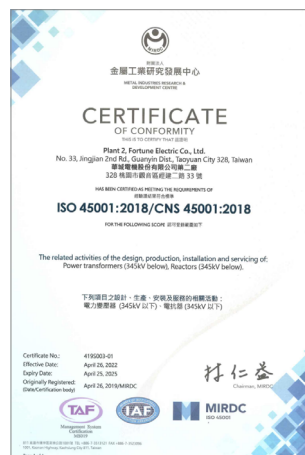 MIRDC
財團法人
金屬工業研究發展中心
METAL INDUSTRIES RESEARCH &
DEVELOPMENT CENTRE
CERTIFICATE
OF CONFORMITY
THIS IS TO CERTIFY THAT 茲證明
Plant 2, Fortune Electric Co., Ltd.
No. 33, Jingjian 2nd Rd., Guanyin Dist., Taoyuan City 328, Taiwan
華城電機股份有限公司第二廠
328 桃園市觀音區經建二路 33 號
HAS BEEN CERTIFIED AS MEETING THE REQUIREMENTS OF
ISO 45001:2018/CNS 45001:2018
FOR THE FOLLOWING SCOPE
The related activities of the design, production, installation and servicing of:
Power transformers (345kV below), Reactors (345kV below).
下列項目之設計、生產、安裝及服務的相關活動:
電力變壓器 (345kV 以下)、電抗器 (345kV 以下)
Certificate No.: 4195003-01
Effective Date: April 26, 2022
Expiry Date: April 25, 2025
Originally Registered: April 26, 2019/MIRDC
(Date/Certification body)
Chairman, MIRDC
TAF
IAF
MIRDC
ISO 45001
Management System
Certification